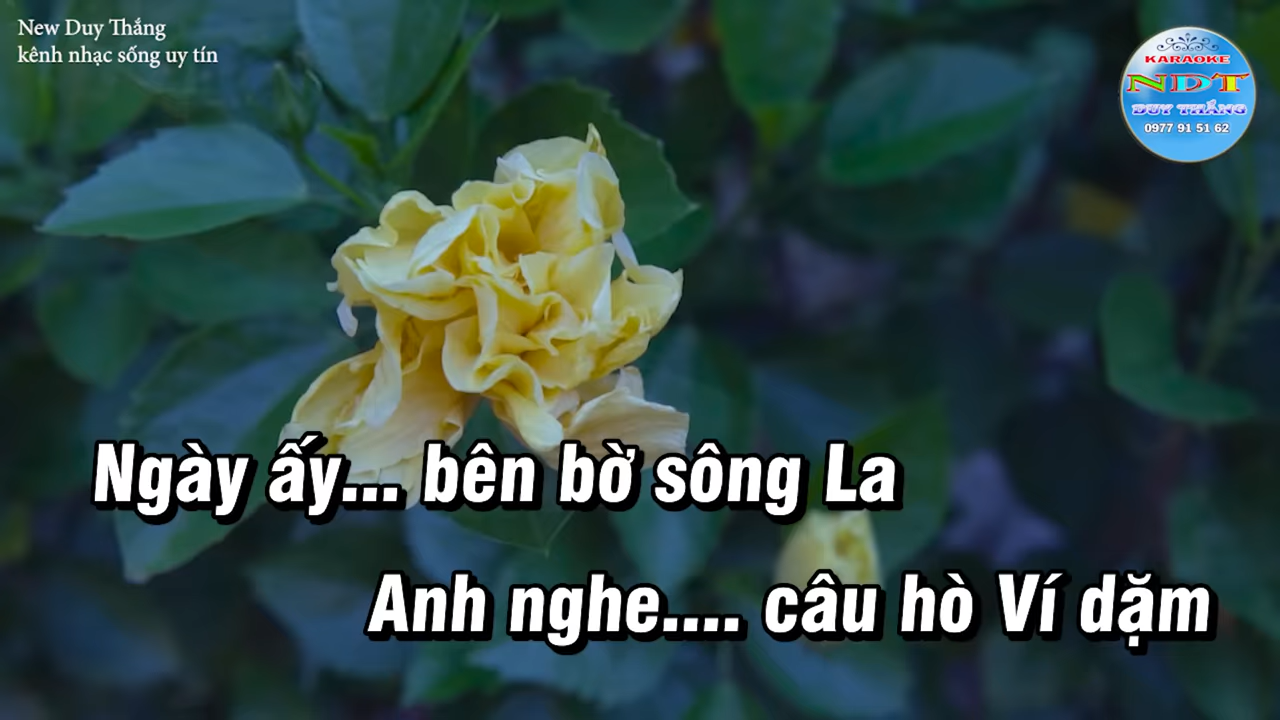 New Duy Thắng
kênh nhạc sống uy tín
KARAOKE
NDT
DUY THẮNG
0977 91 51 62
Ngày ấy... bên bờ sông La
Anh nghe.... câu hò Ví dặm